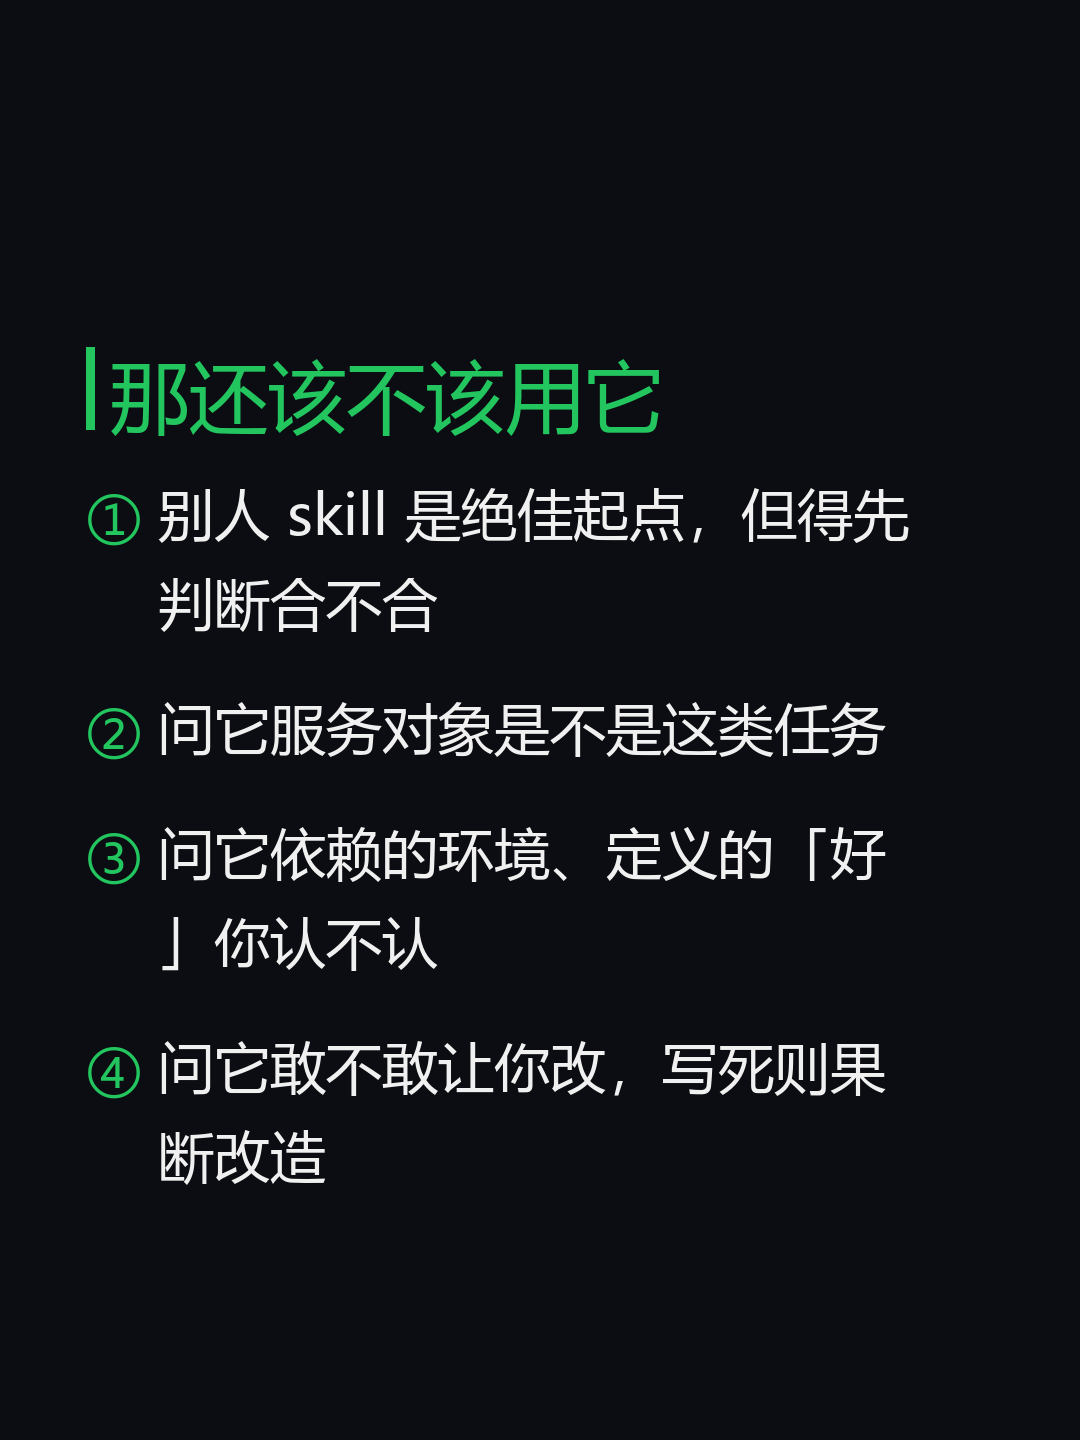 那还该不该用它
① 别人 skill 是绝佳起点，但得先
判断合不合
② 问它服务对象是不是这类任务
③ 问它依赖的环境、定义的「好
」你认不认
④ 问它敢不敢让你改，写死则果
断改造